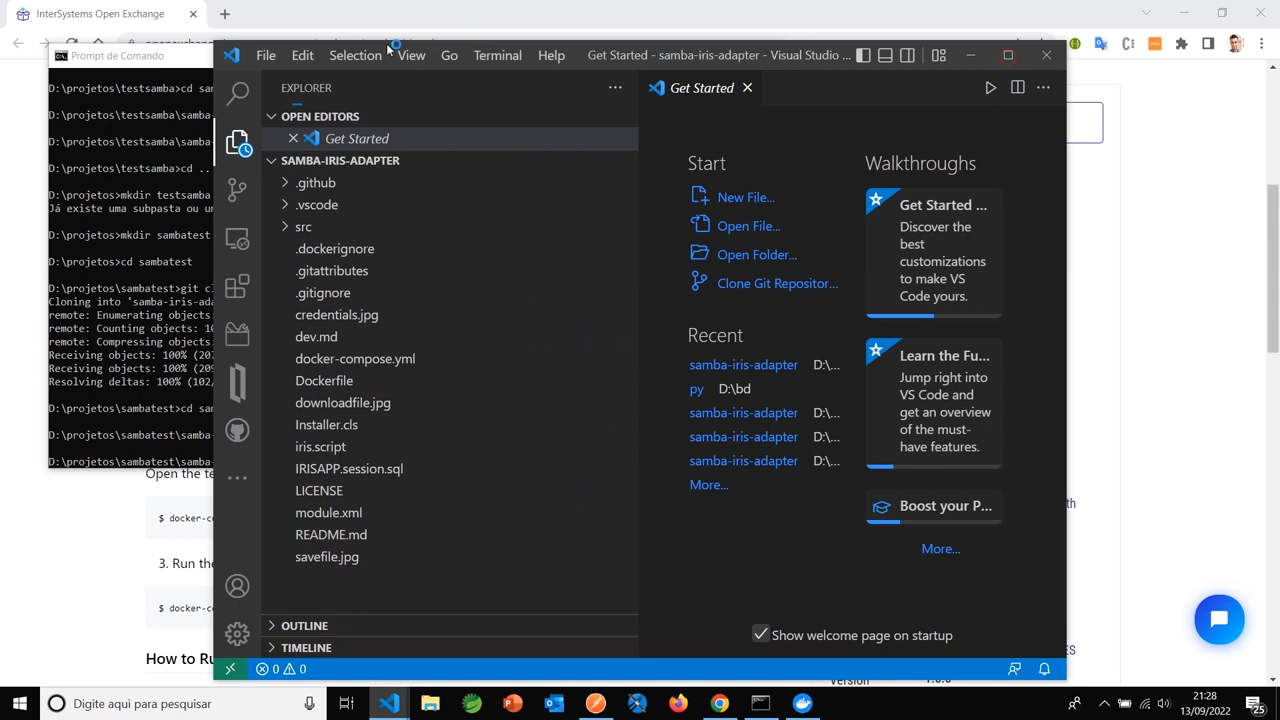 InterSystems Open Exchange
Prompt de Comando
D:\projetos\testsamba>cd sam
D:\projetos\testsamba\samba-
D:\projetos\testsamba\samba-
D:\projetos\testsamba>cd ..
D:\projetos>mkdir testsamba
Já existe uma subpasta ou um
D:\projetos>mkdir sambatest
D:\projetos>cd sambatest
D:\projetos\sambatest>git cl
Cloning into 'samba-iris-ada
remote: Enumerating objects:
remote: Counting objects: 10
remote: Compressing objects:
Receiving objects: 100% (207
Receiving objects: 100% (209
Resolving deltas: 100% (102/
D:\projetos\sambatest>cd sam
D:\projetos\sambatest\samba-
D:\projetos\sambatest\samba-
File Edit Selection View Go Terminal Help
Get Started - samba-iris-adapter - Visual Studio ...
EXPLORER
OPEN EDITORS
Get Started
SAMBA-IRIS-ADAPTER
.github
.vscode
src
.dockerignore
.gitattributes
.gitignore
credentials.jpg
dev.md
docker-compose.yml
Dockerfile
downloadfile.jpg
Installer.cls
iris.script
IRISAPP.session.sql
LICENSE
module.xml
README.md
savefile.jpg
OUTLINE
TIMELINE
Get Started
Start
New File...
Open File...
Open Folder...
Clone Git Repositor...
Recent
samba-iris-adapter D:\...
py D:\bd
samba-iris-adapter D:\...
samba-iris-adapter D:\...
samba-iris-adapter D:\...
More...
Walkthroughs
Get Started ...
Discover the
best
customizations
to make VS
Code yours.
Learn the Fu...
Jump right into
VS Code and
get an overview
of the must-
have features.
Boost your P...
More...
Show welcome page on startup
0 0
Open the te
$ docker-co
3. Run the
$ docker-co
How to Ru
Version
Digite aqui para pesquisar
21:28
13/09/2022
25